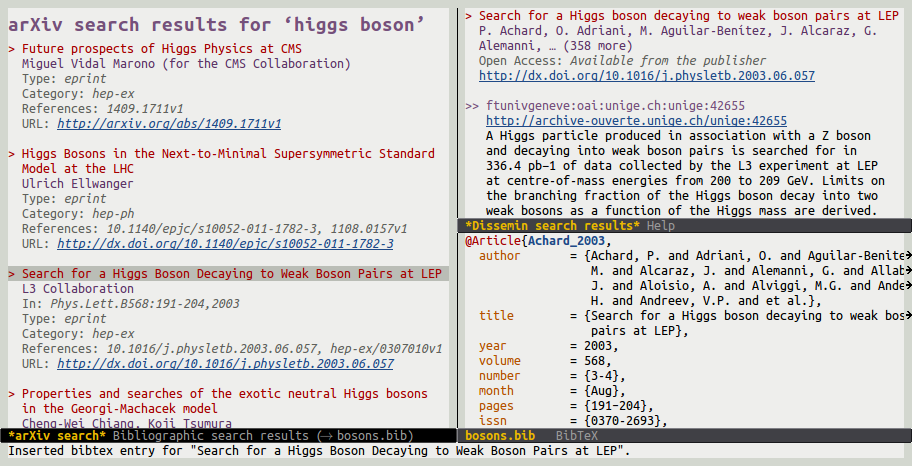 arXiv search results for ‘higgs boson’
> Future prospects of Higgs Physics at CMS
Miguel Vidal Marono (for the CMS Collaboration)
Type: eprint
Category: hep-ex
References: 1409.1711v1
URL: http://arxiv.org/abs/1409.1711v1
> Higgs Bosons in the Next-to-Minimal Supersymmetric Standard
Model at the LHC
Ulrich Ellwanger
Type: eprint
Category: hep-ph
References: 10.1140/epjc/s10052-011-1782-3, 1108.0157v1
URL: http://dx.doi.org/10.1140/epjc/s10052-011-1782-3
> Search for a Higgs Boson Decaying to Weak Boson Pairs at LEP
L3 Collaboration
In: Phys.Lett.B568:191-204,2003
Type: eprint
Category: hep-ex
References: 10.1016/j.physletb.2003.06.057, hep-ex/0307010v1
URL: http://dx.doi.org/10.1016/j.physletb.2003.06.057
> Properties and searches of the exotic neutral Higgs bosons
in the Georgi-Machacek model
Cheng-Wei Chiang, Koji Tsumura
*arXiv search* Bibliographic search results (→ bosons.bib)
> Search for a Higgs boson decaying to weak boson pairs at LEP
P. Achard, O. Adriani, M. Aguilar-Benitez, J. Alcaraz, G.
Alemanni, … (358 more)
Open Access: Available from the publisher
http://dx.doi.org/10.1016/j.physletb.2003.06.057
>> ftunivgeneve:oai:unige.ch:unige:42655
http://archive-ouverte.unige.ch/unige:42655
A Higgs particle produced in association with a Z boson
and decaying into weak boson pairs is searched for in
336.4 pb−1 of data collected by the L3 experiment at LEP
at centre-of-mass energies from 200 to 209 GeV. Limits on
the branching fraction of the Higgs boson decay into two
weak bosons as a function of the Higgs mass are derived.
*Dissemin search results* Help
@Article{Achard_2003,
author = {Achard, P. and Adriani, O. and Aguilar-Benite
M. and Alcaraz, J. and Alemanni, G. and Allab
J. and Aloisio, A. and Alviggi, M.G. and Ande
H. and Andreev, V.P. and et al.},
title = {Search for a Higgs boson decaying to weak bos
pairs at LEP},
year = 2003,
volume = 568,
number = {3-4},
month = {Aug},
pages = {191–204},
issn = {0370-2693},
bosons.bib BibTeX
Inserted bibtex entry for "Search for a Higgs Boson Decaying to Weak Boson Pairs at LEP".